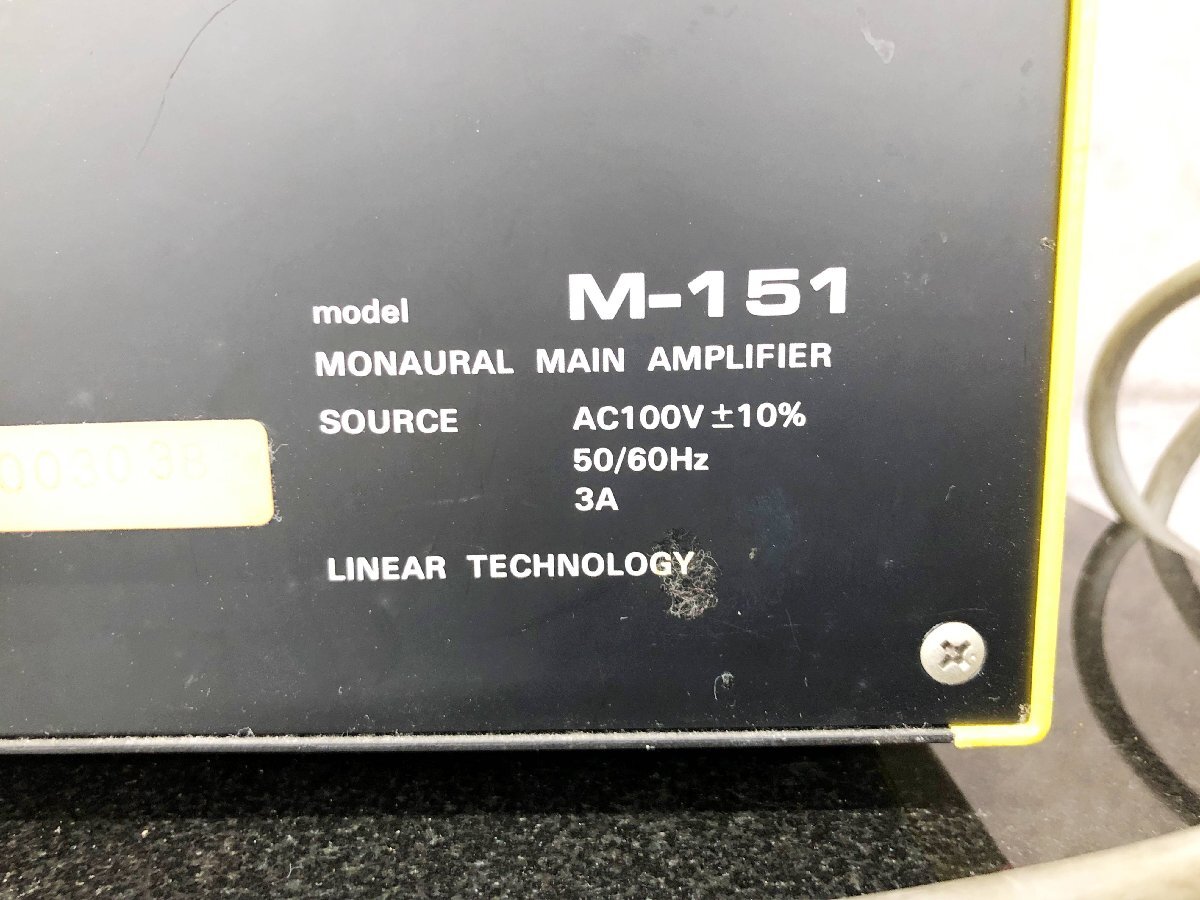 model M-151
MONAURAL MAIN AMPLIFIER
SOURCE AC100V ±10%
50/60Hz
3A
LINEAR TECHNOLOGY